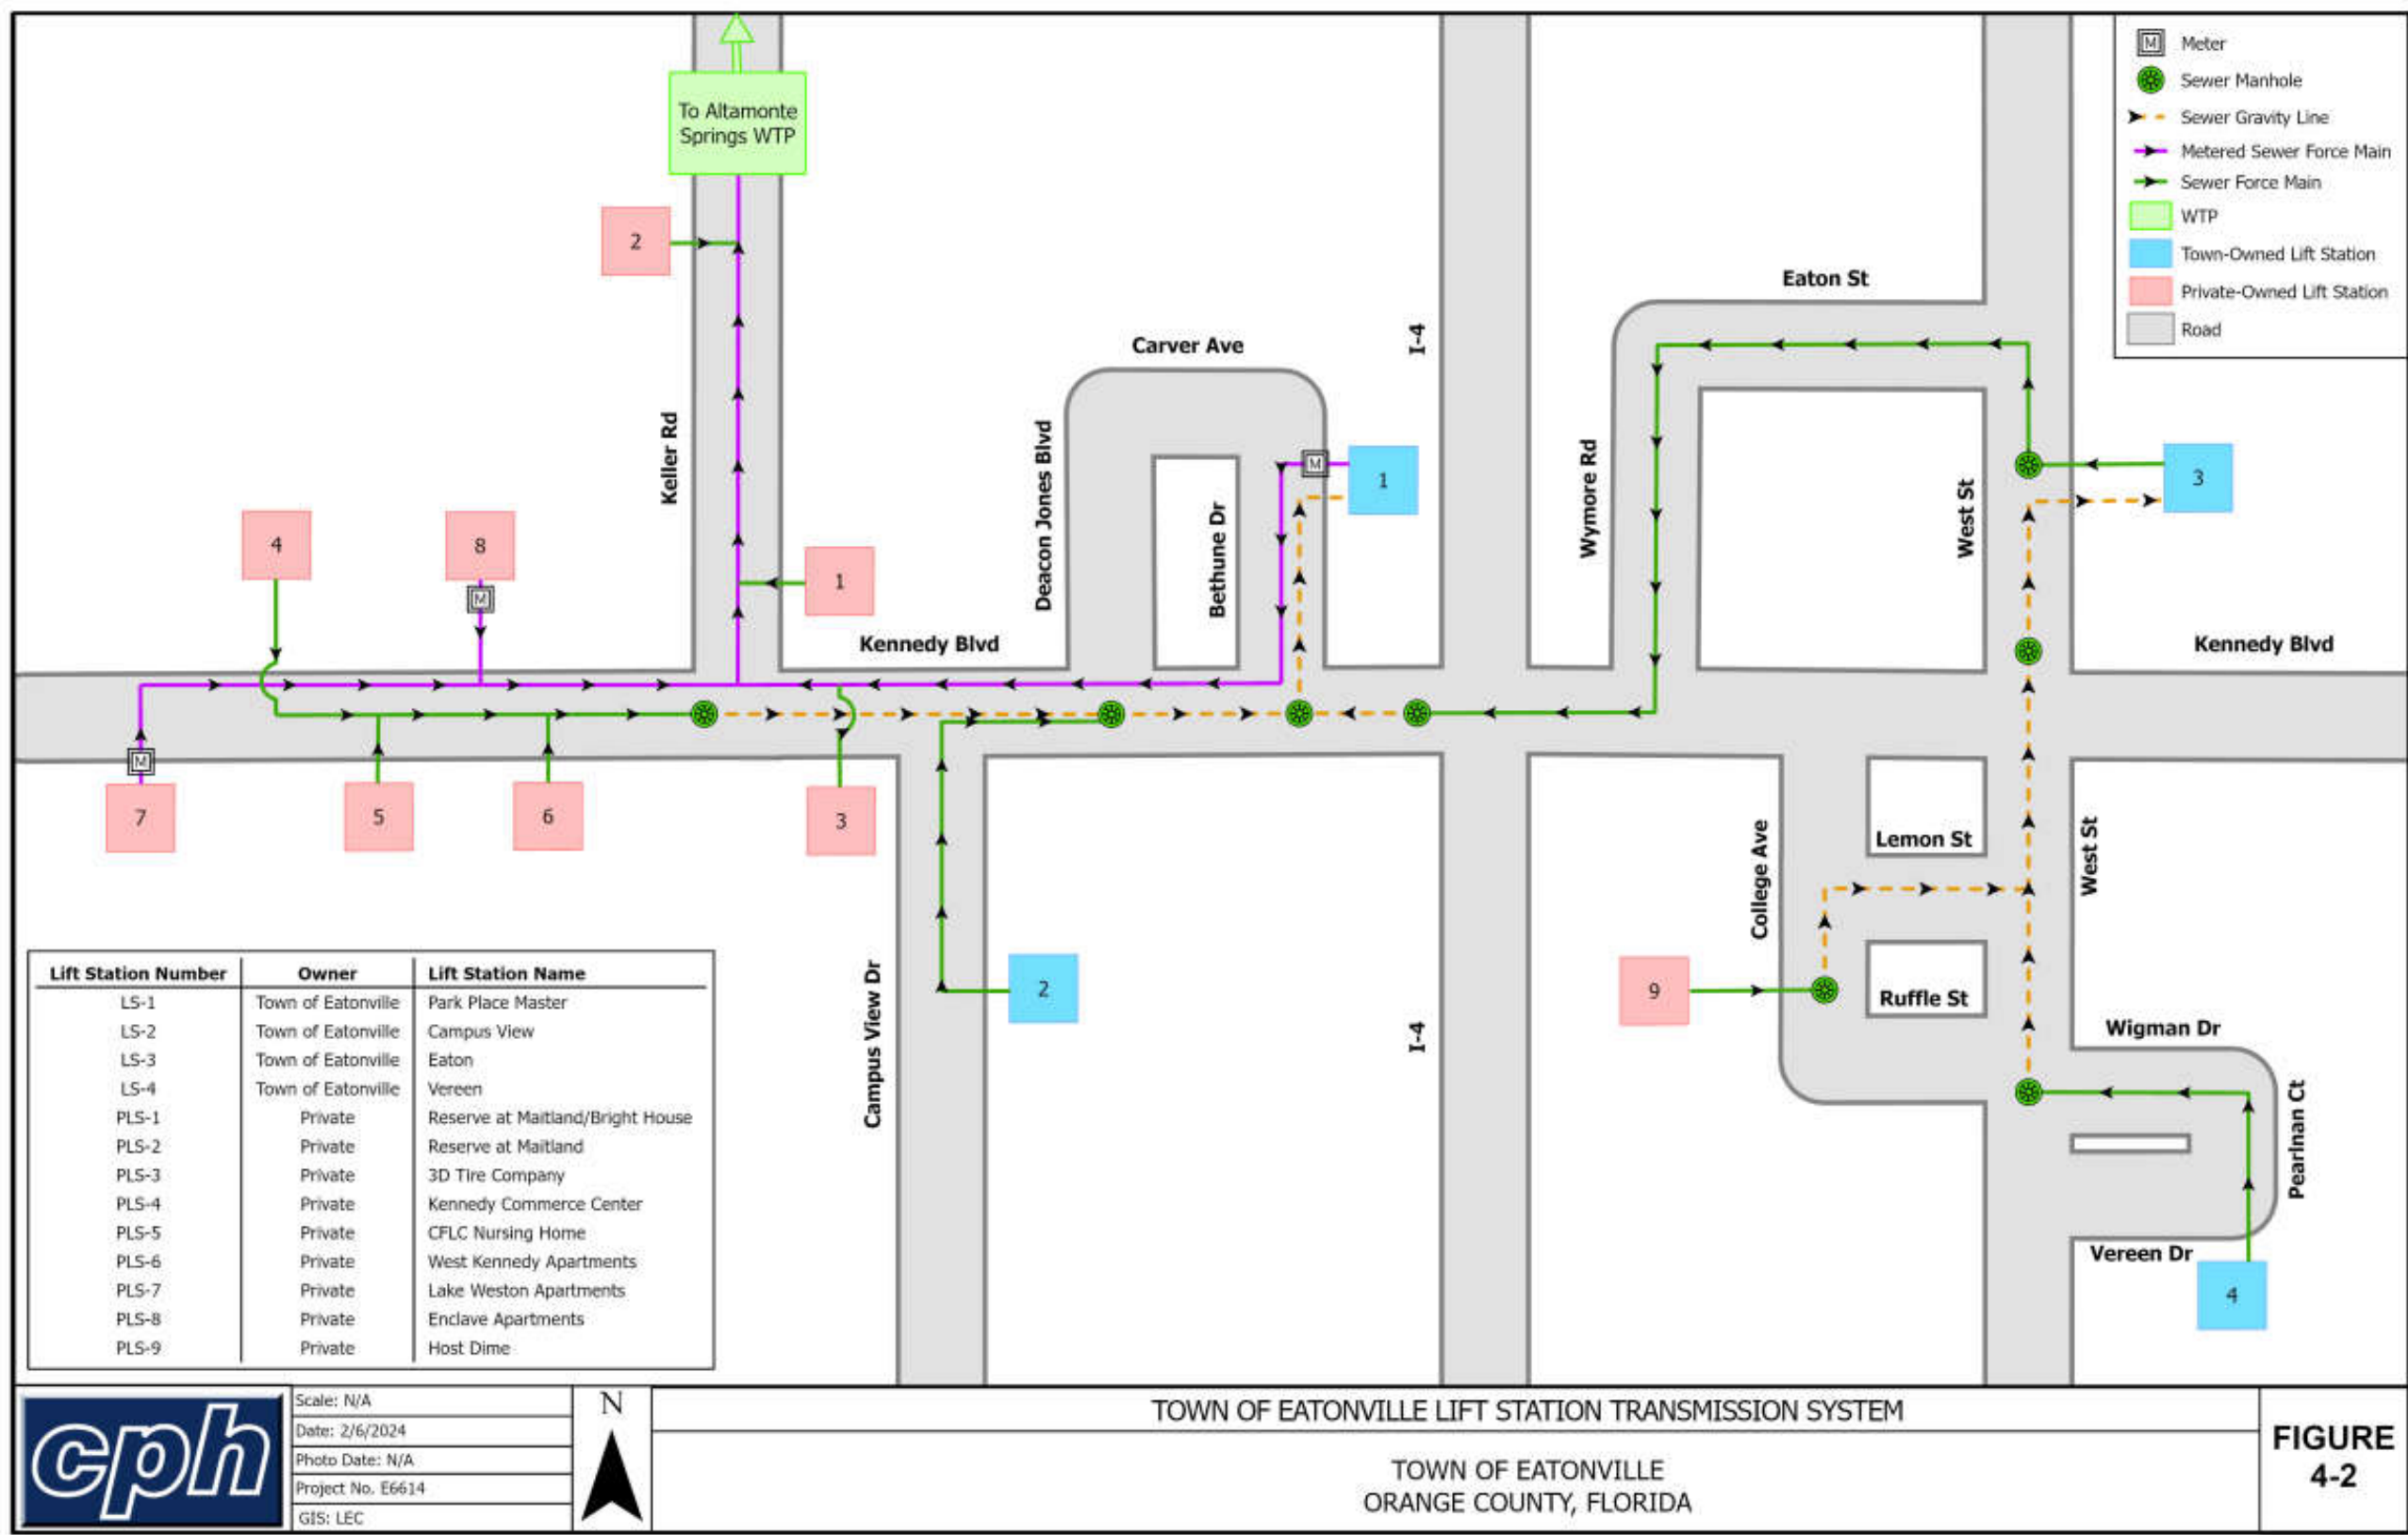 To Altamonte
Springs WTP
M Meter
Sewer Manhole
Sewer Gravity Line
Metered Sewer Force Main
Sewer Force Main
WTP
Town-Owned Lift Station
Private-Owned Lift Station
Road
2
Eaton St
Carver Ave
I-4
Keller Rd
Deacon Jones Blvd
Bethune Dr
M
1
Wymore Rd
West St
3
4
8
M
1
Kennedy Blvd
Kennedy Blvd
M
7
5
6
3
Lemon St
College Ave
West St
Campus View Dr
2
I-4
9
Ruffle St
Wigman Dr
Pearlnan Ct
Vereen Dr
4
Lift Station Number Owner Lift Station Name
LS-1 Town of Eatonville Park Place Master
LS-2 Town of Eatonville Campus View
LS-3 Town of Eatonville Eaton
LS-4 Town of Eatonville Vereen
PLS-1 Private Reserve at Maitland/Bright House
PLS-2 Private Reserve at Maitland
PLS-3 Private 3D Tire Company
PLS-4 Private Kennedy Commerce Center
PLS-5 Private CFLC Nursing Home
PLS-6 Private West Kennedy Apartments
PLS-7 Private Lake Weston Apartments
PLS-8 Private Enclave Apartments
PLS-9 Private Host Dime
cph
Scale: N/A
Date: 2/6/2024
Photo Date: N/A
Project No. E6614
GIS: LEC
N
TOWN OF EATONVILLE LIFT STATION TRANSMISSION SYSTEM
TOWN OF EATONVILLE
ORANGE COUNTY, FLORIDA
FIGURE
4-2